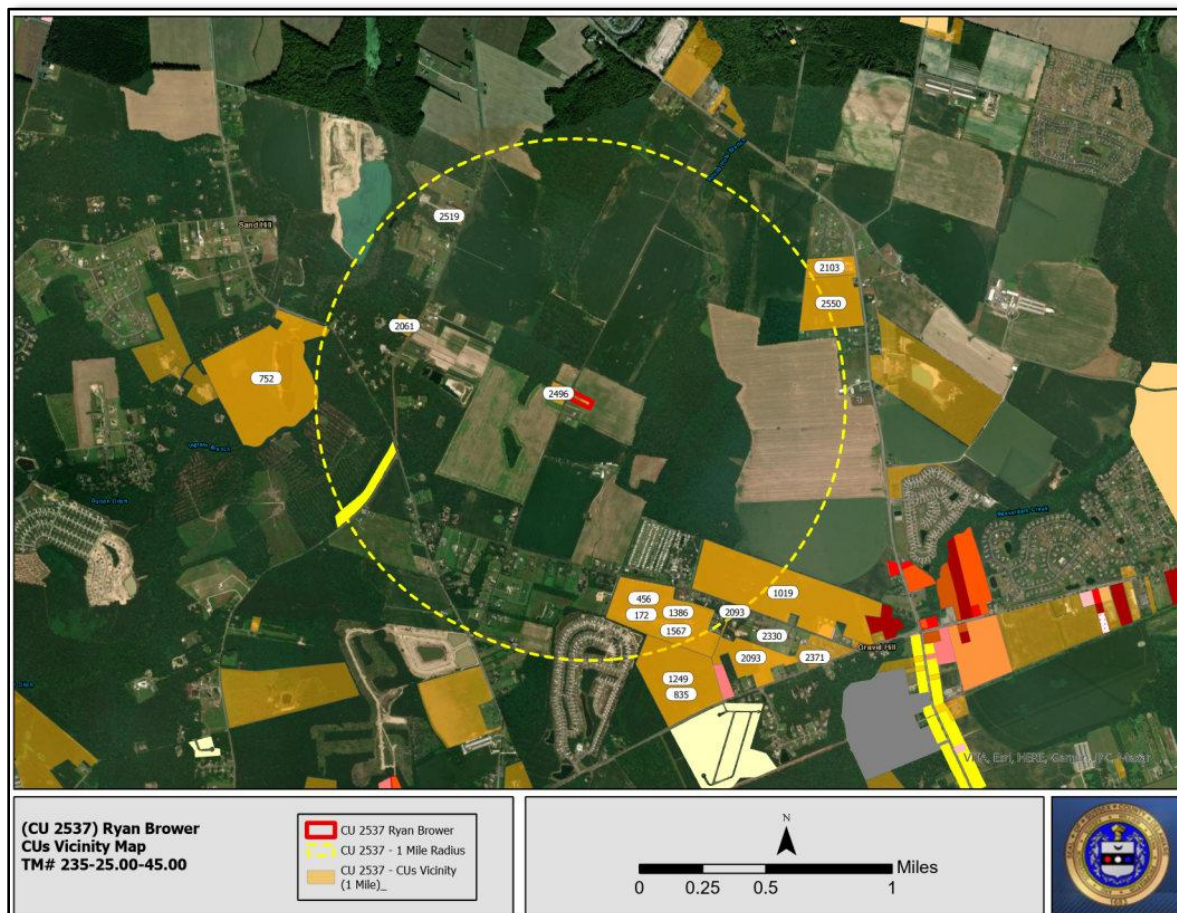 2519
Sand Hill
2103
2550
2061
752
2496
456
172
1386
1567
2093
1019
2330
2093
2371
Gravel Hill
1249
835
(CU 2537) Ryan Brower
CUs Vicinity Map
TM# 235-25.00-45.00
CU 2537 Ryan Brower
CU 2537 - 1 Mile Radius
CU 2537 - CUs Vicinity
(1 Mile)_
N
Miles
0 0.25 0.5 1